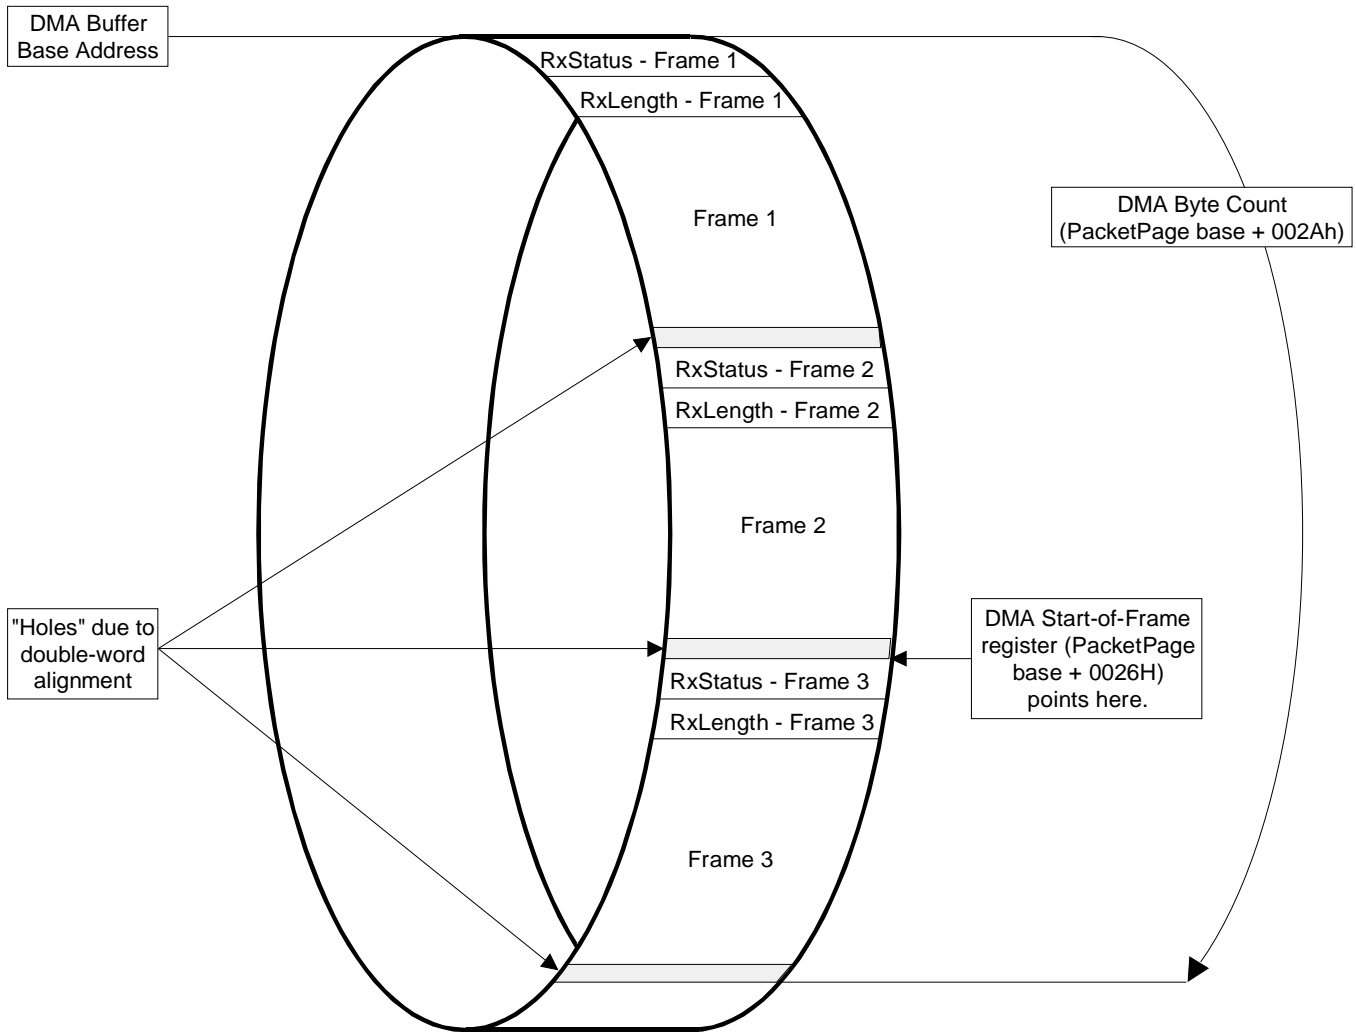 DMA Buffer
Base Address
RxStatus - Frame 1
RxLength - Frame 1
Frame 1
DMA Byte Count
(PacketPage base + 002Ah)
RxStatus - Frame 2
RxLength - Frame 2
Frame 2
"Holes" due to
double-word
alignment
DMA Start-of-Frame
register (PacketPage
base + 0026H)
points here.
RxStatus - Frame 3
RxLength - Frame 3
Frame 3